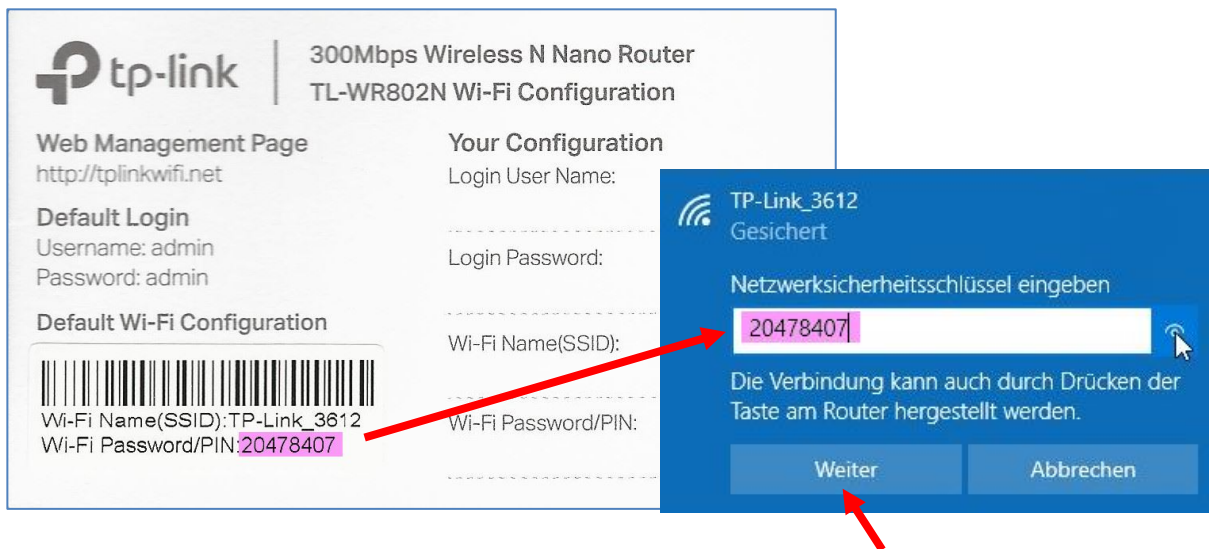 tp-link
300Mbps Wireless N Nano Router
TL-WR802N Wi-Fi Configuration
Web Management Page
http://tplinkwifi.net
Default Login
Username: admin
Password: admin
Default Wi-Fi Configuration
Wi-Fi Name(SSID):TP-Link_3612
Wi-Fi Password/PIN:20478407
Your Configuration
Login User Name:
Login Password:
Wi-Fi Name(SSID):
Wi-Fi Password/PIN:
TP-Link_3612
Gesichert
Netzwerksicherheitsschlüssel eingeben
20478407
Die Verbindung kann auch durch Drücken der
Taste am Router hergestellt werden.
Weiter
Abbrechen